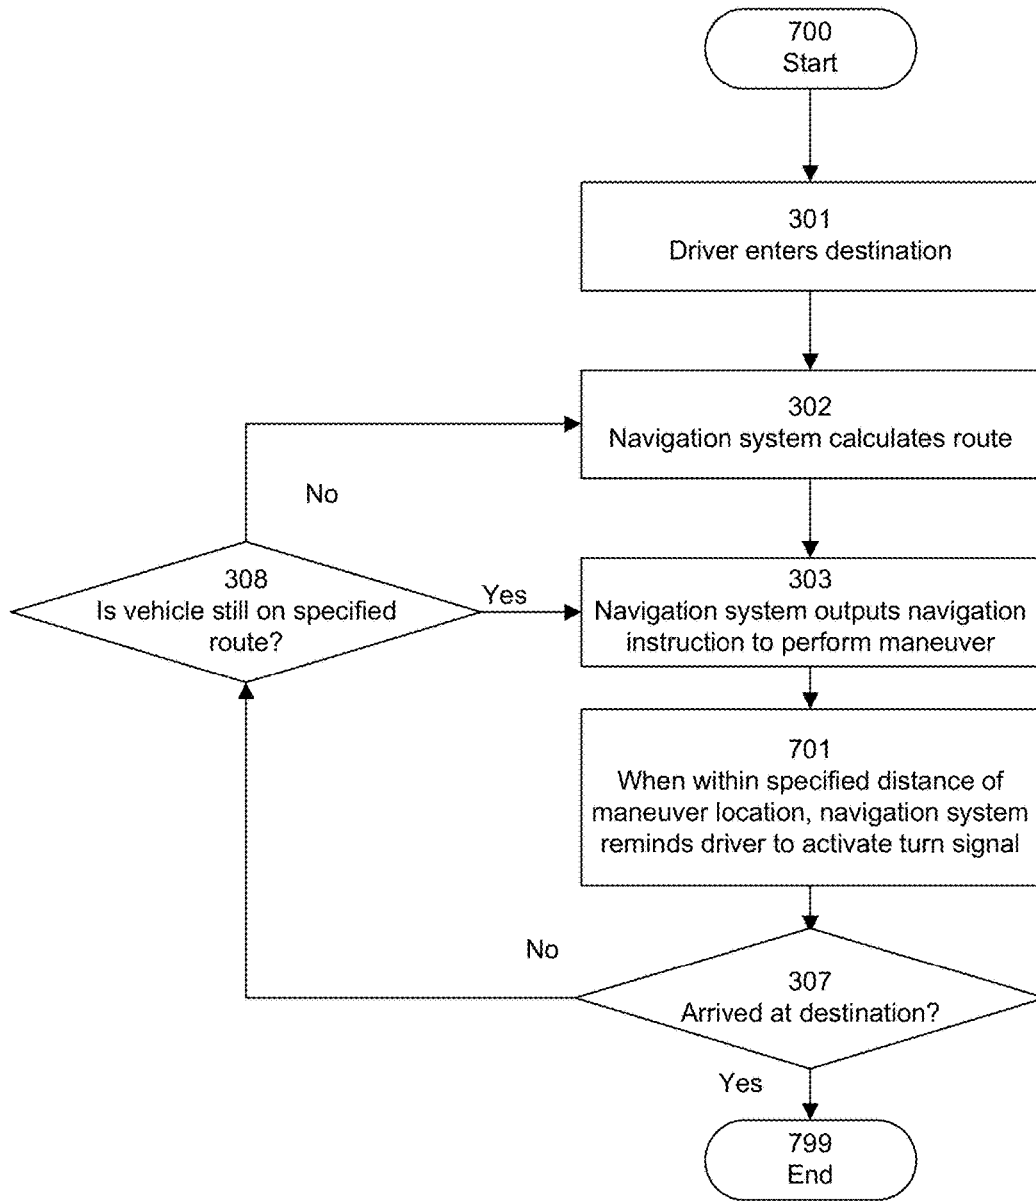 700
Start
301
Driver enters destination
302
Navigation system calculates route
No
308
Is vehicle still on specified
route?
Yes
303
Navigation system outputs navigation
instruction to perform maneuver
701
When within specified distance of
maneuver location, navigation system
reminds driver to activate turn signal
No
307
Arrived at destination?
Yes
799
End